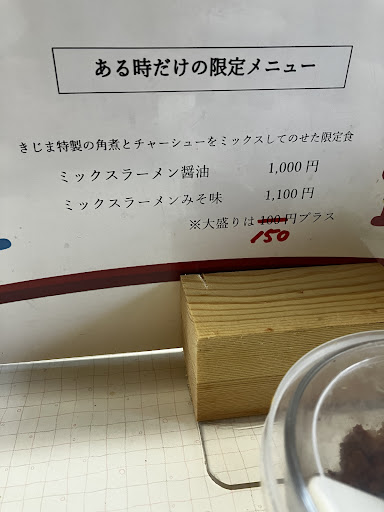 ある時だけの限定メニュー
きじま特製の角煮とチャーシューをミックスしてのせた限定食
ミックスラーメン醤油 1,000円
ミックスラーメンみそ味 1,100円
※大盛りは100円プラス
150